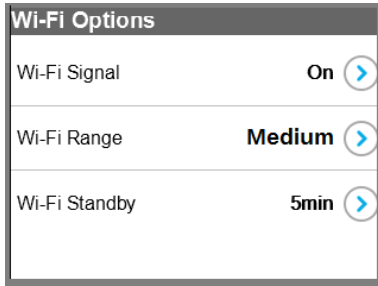 Wi-Fi Options
Wi-Fi Signal On
Wi-Fi Range Medium
Wi-Fi Standby 5min